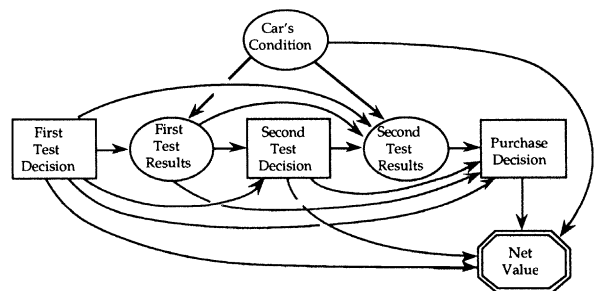 Car's
Condition
First
Test
Decision
First
Test
Results
Second
Test
Decision
Second
Test
Results
Purchase
Decision
Net
Value